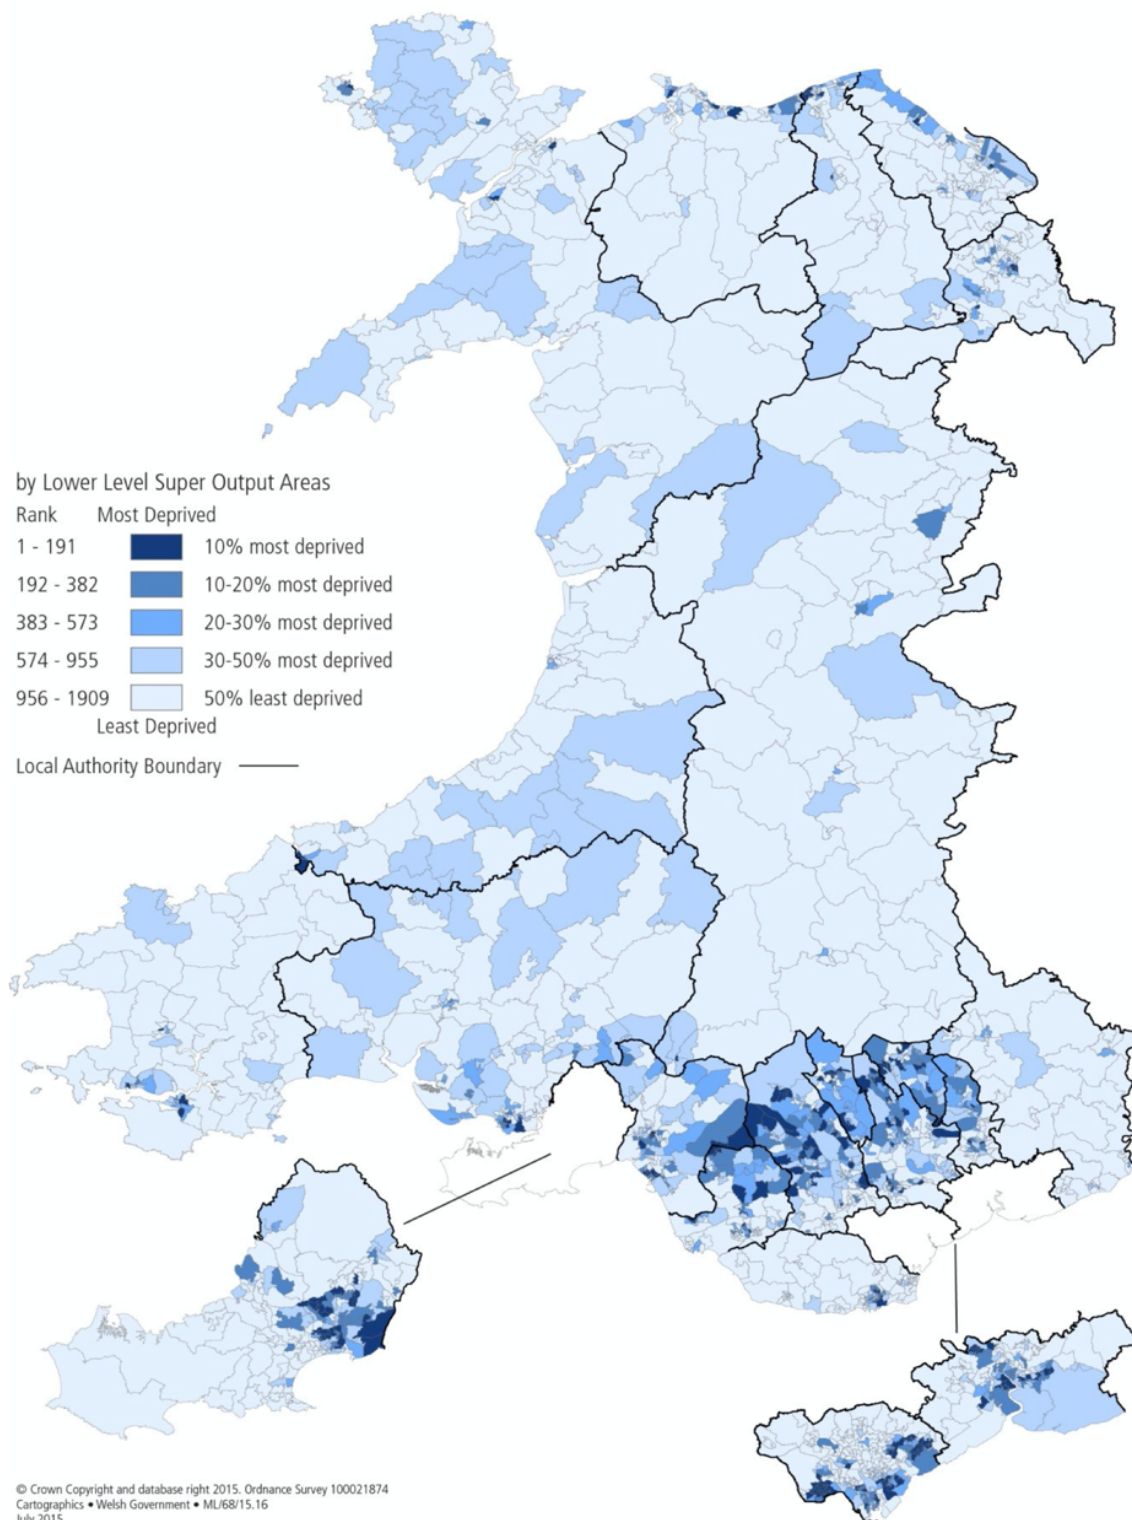 by Lower Level Super Output Areas
Rank Most Deprived
1 - 191 10% most deprived
192 - 382 10-20% most deprived
383 - 573 20-30% most deprived
574 - 955 30-50% most deprived
956 - 1909 50% least deprived
Least Deprived
Local Authority Boundary
© Crown Copyright and database right 2015. Ordnance Survey 100021874
Cartographics • Welsh Government • ML/68/15.16
July 2015